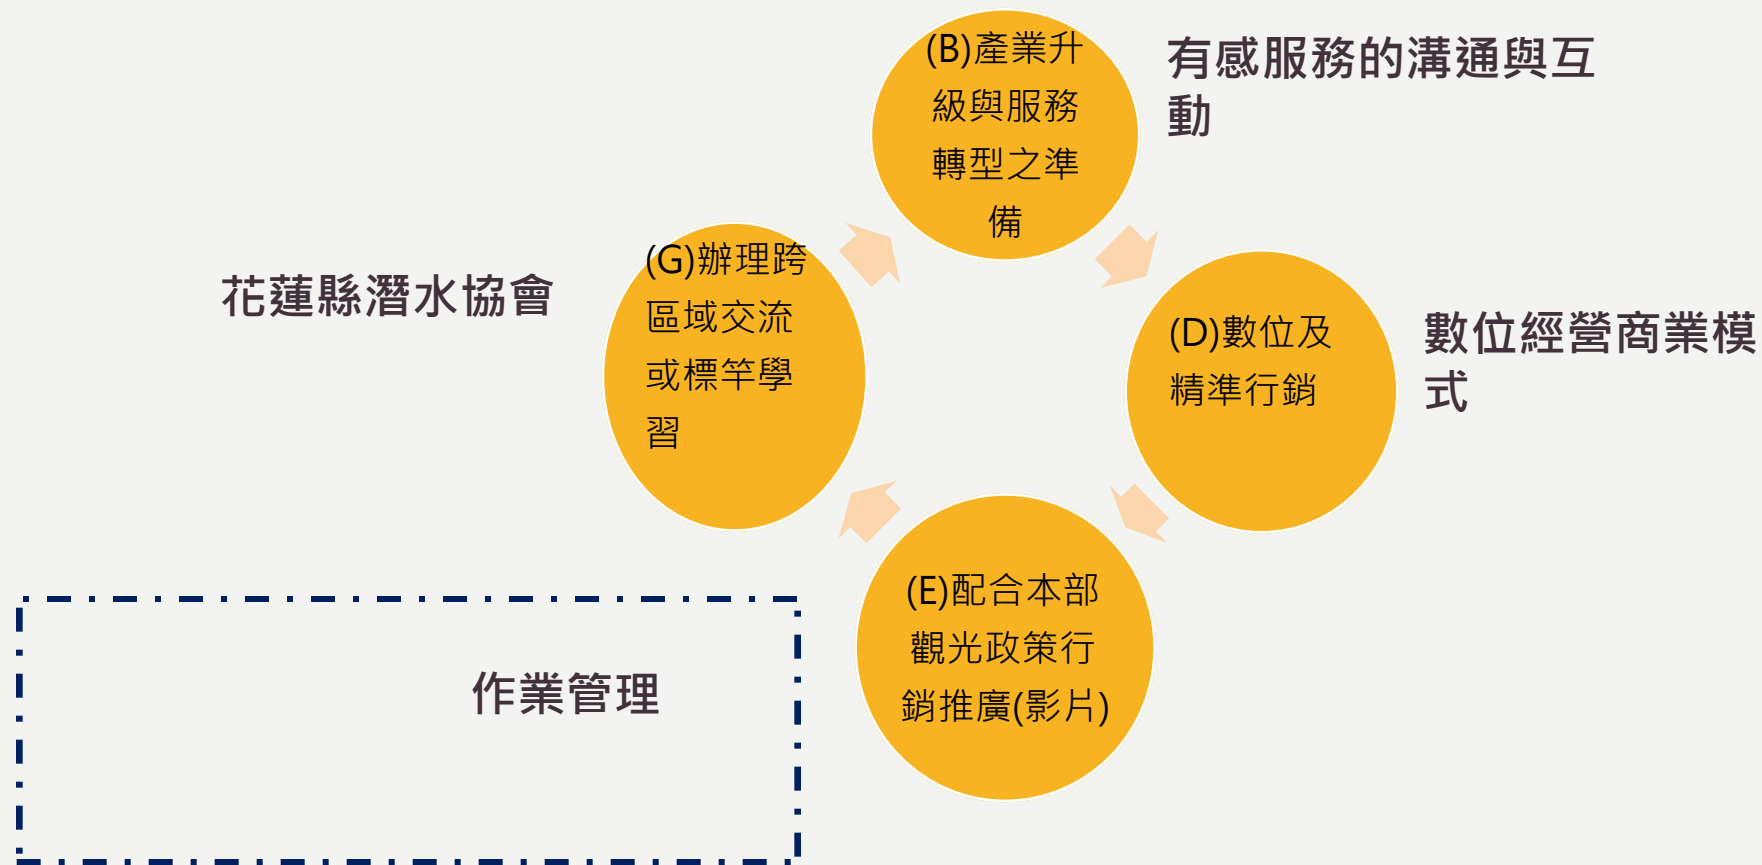 (B)產業升
級與服務
轉型之準
備
有感服務的溝通與互
動
(G)辦理跨
區域交流
或標竿學
習
花蓮縣潛水協會
(D)數位及
精準行銷
數位經營商業模
式
(E)配合本部
觀光政策行
銷推廣(影片)
作業管理